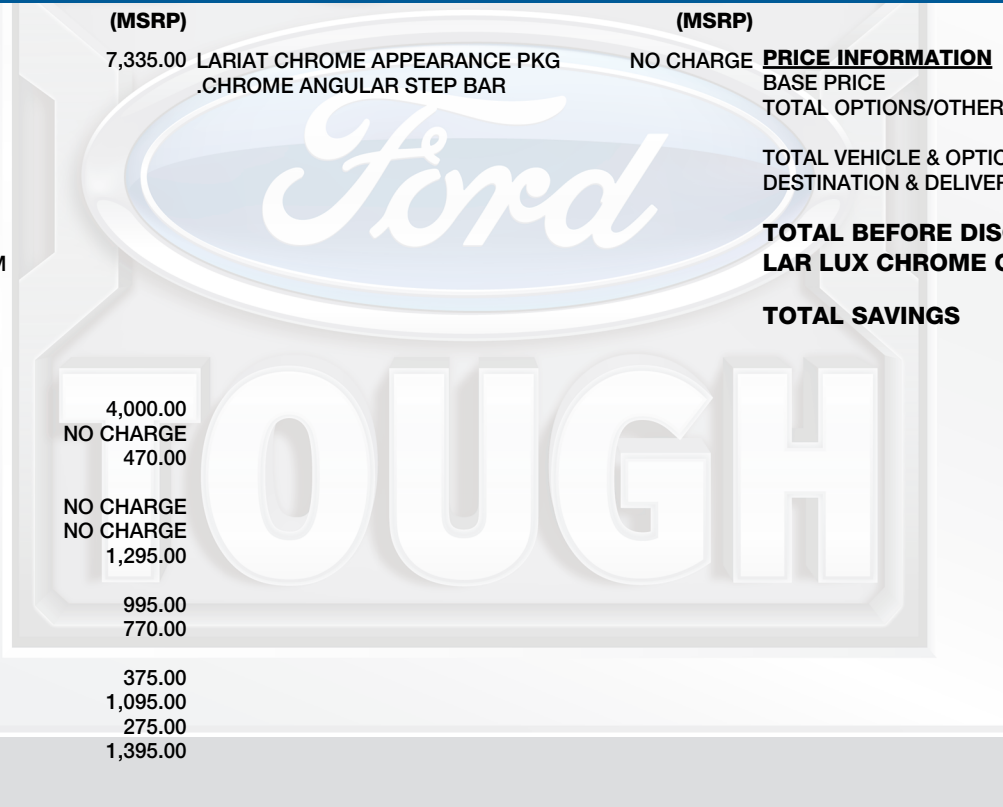 (MSRP) (MSRP)
7,335.00 LARIAT CHROME APPEARANCE PKG NO CHARGE PRICE INFORMATION
.CHROME ANGULAR STEP BAR BASE PRICE
TOTAL OPTIONS/OTHER
TOTAL VEHICLE & OPTIO
DESTINATION & DELIVER
TOTAL BEFORE DIS
M LAR LUX CHROME
TOTAL SAVINGS
Ford
TOUGH
4,000.00
NO CHARGE
470.00
NO CHARGE
NO CHARGE
1,295.00
995.00
770.00
375.00
1,095.00
275.00
1,395.00